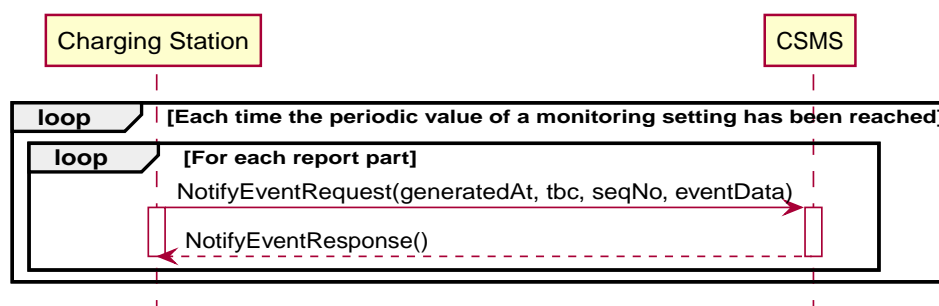 Charging Station
CSMS
loop
[Each time the periodic value of a monitoring setting has been reached]
loop
[For each report part]
NotifyEventRequest(generatedAt, tbc, seqNo, eventData)
NotifyEventResponse()